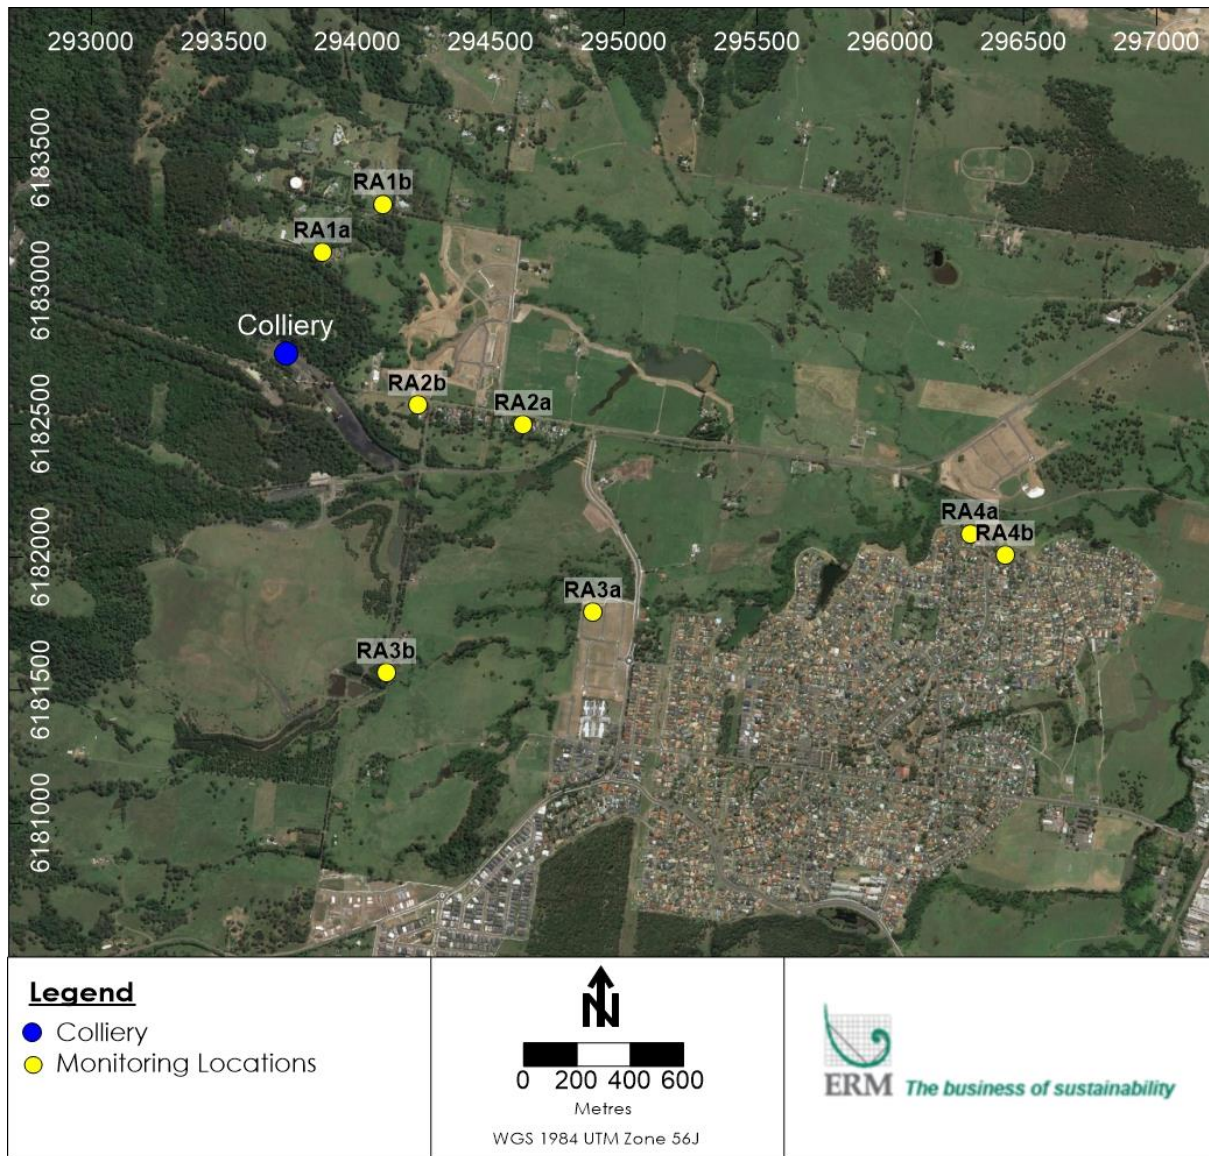 293000 293500 294000 294500 295000 295500 296000 296500 297000
6183500
6183000
6182500
6182000
6181500
6181000
RA1b
RA1a
Colliery
RA2b
RA2a
RA4a
RA4b
RA3a
RA3b
Legend
Colliery
Monitoring Locations
N
0 200 400 600
Metres
WGS 1984 UTM Zone 56J
ERM The business of sustainability